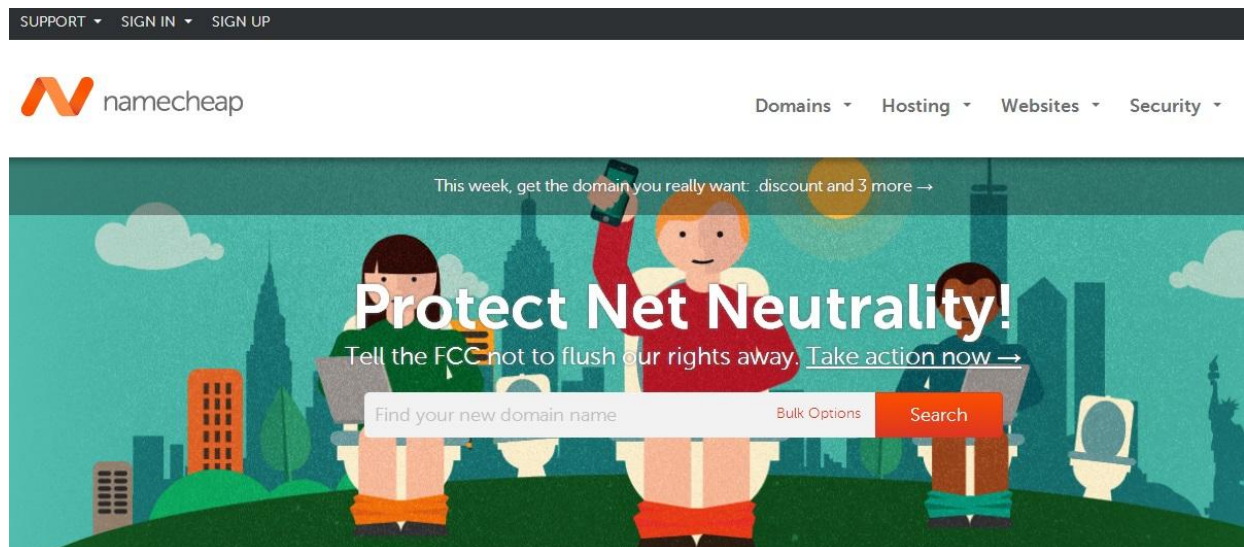 SUPPORT SIGN IN SIGN UP
namecheap
Domains Hosting Websites Security
This week, get the domain you really want: .discount and 3 more →
Protect Net Neutrality!
Tell the FCC not to flush our rights away. Take action now →
Find your new domain name Bulk Options Search